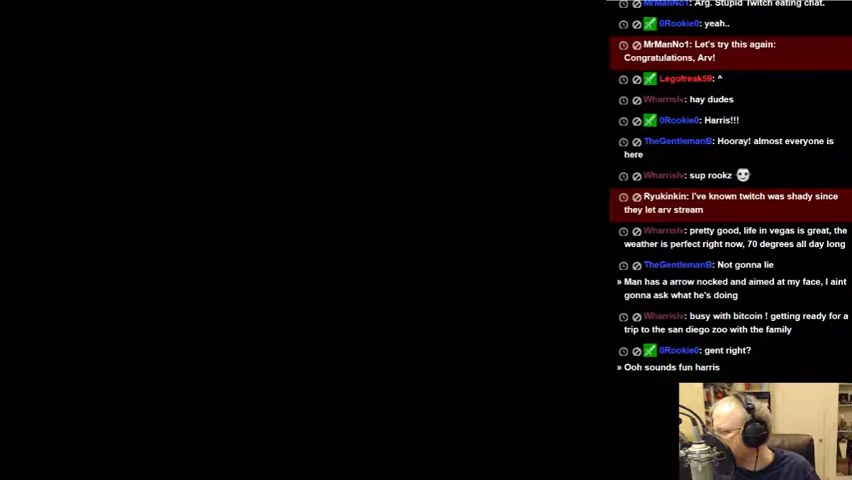 MrManNo1: Arg. Stupid Twitch eating chat.
0Rookie0: yeah..
MrManNo1: Let's try this again:
Congratulations, Arv!
Legofreak59: ^
Wharrislv: hay dudes
0Rookie0: Harris!!!
TheGentlemanB: Hooray! almost everyone is
here
Wharrislv: sup rookz
Ryukinkin: I've known twitch was shady since
they let arv stream
Wharrislv: pretty good, life in vegas is great, the
weather is perfect right now, 70 degrees all day long
TheGentlemanB: Not gonna lie
» Man has a arrow nocked and aimed at my face, I aint
gonna ask what he's doing
Wharrislv: busy with bitcoin ! getting ready for a
trip to the san diego zoo with the family
0Rookie0: gent right?
» Ooh sounds fun harris